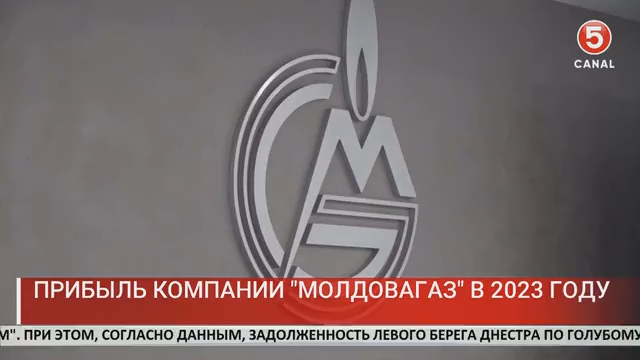 5
CANAL
М
ПРИБЫЛЬ КОМПАНИИ "МОЛДОВАГАЗ" В 2023 ГОДУ
М". ПРИ ЭТОМ, СОГЛАСНО ДАННЫМ, ЗАДОЛЖЕННОСТЬ ЛЕВОГО БЕРЕГА ДНЕСТРА ПО ГОЛУБОМУ